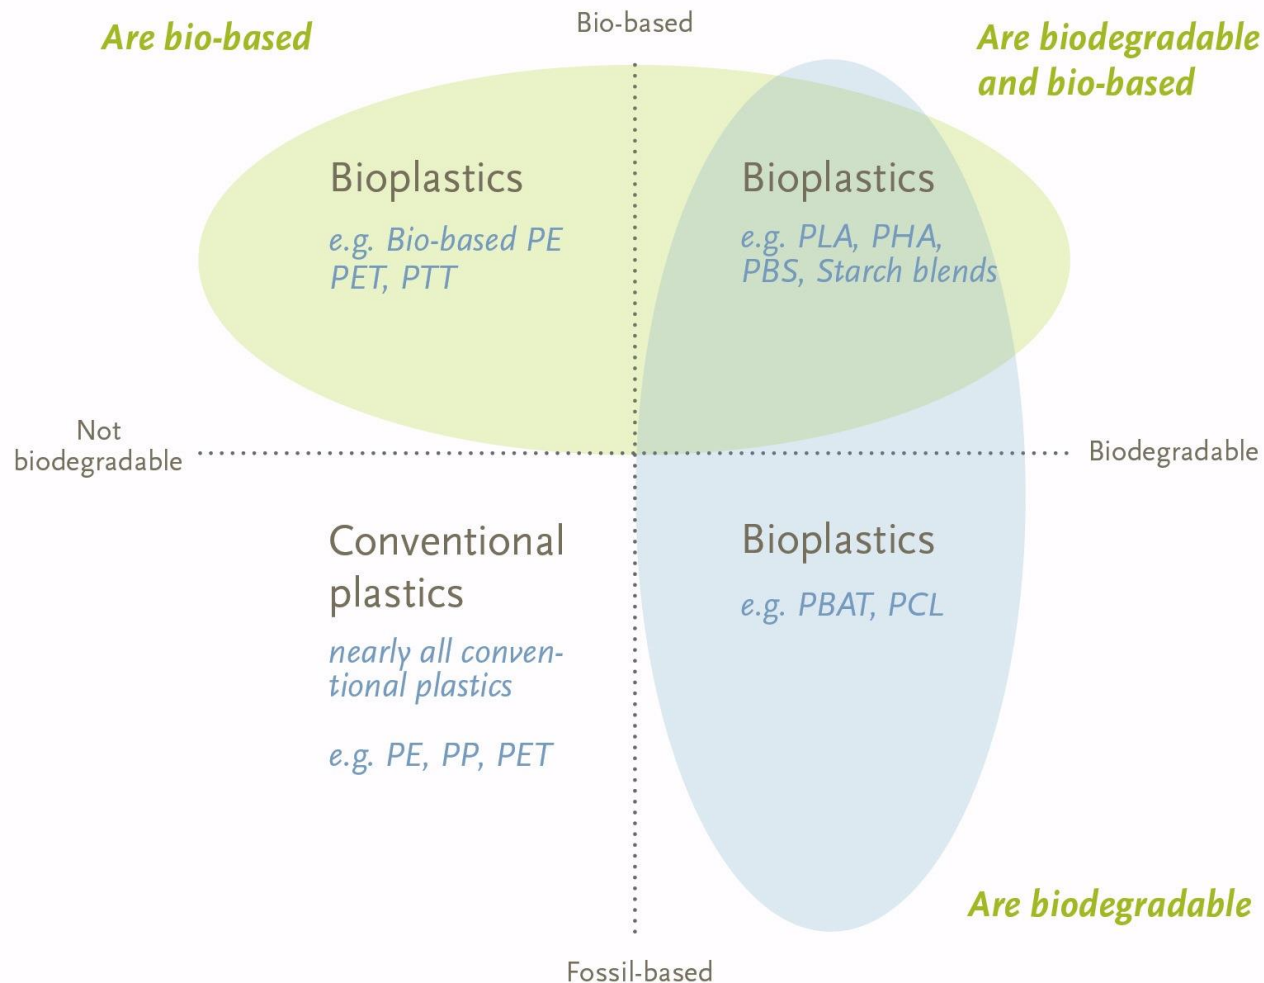 Bio-based
Are bio-based
Are biodegradable
and bio-based
Bioplastics
e.g. Bio-based PE
PET, PTT
Bioplastics
e.g. PLA, PHA,
PBS, Starch blends
Not
biodegradable
Biodegradable
Conventional
plastics
nearly all conven-
tional plastics
e.g. PE, PP, PET
Bioplastics
e.g. PBAT, PCL
Are biodegradable
Fossil-based